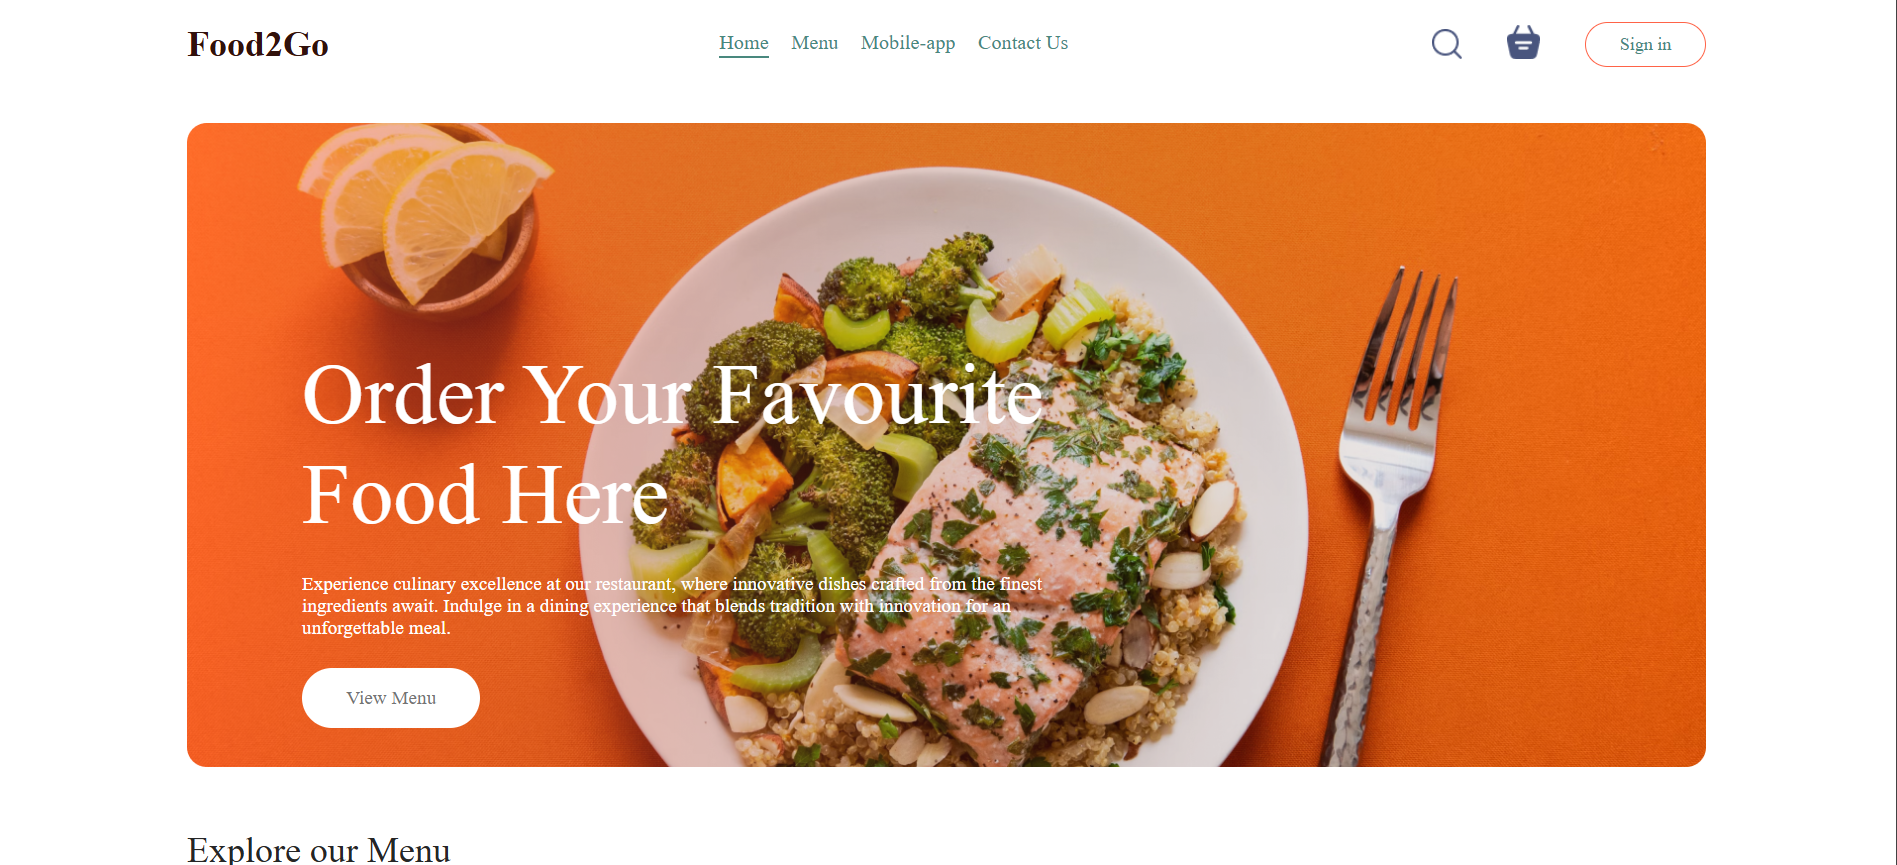 Food2Go
Home Menu Mobile-app Contact Us
Sign in
Order Your Favourite
Food Here
Experience culinary excellence at our restaurant, where innovative dishes crafted from the finest
ingredients await. Indulge in a dining experience that blends tradition with innovation for an
unforgettable meal.
View Menu
Explore our Menu